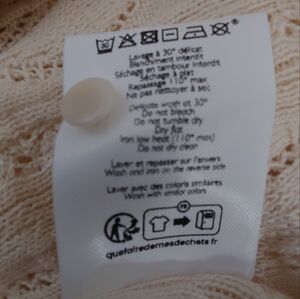 30
Lavage à 30° délicat
Blanchiment interdit
Séchage en tambour interdit
Séchage à plat
Repassage 110° max
Ne pas nettoyer à sec
Delicate wash at 30°
Do not bleach
Do not tumble dry
Dry flat
Iron low heat (110° max)
Do not dry clean
Laver et repasser sur l'envers
Wash and iron on the reverse side
Laver avec des coloris similaires
Wash with similar colors
FR
quefairedemesdechets.fr